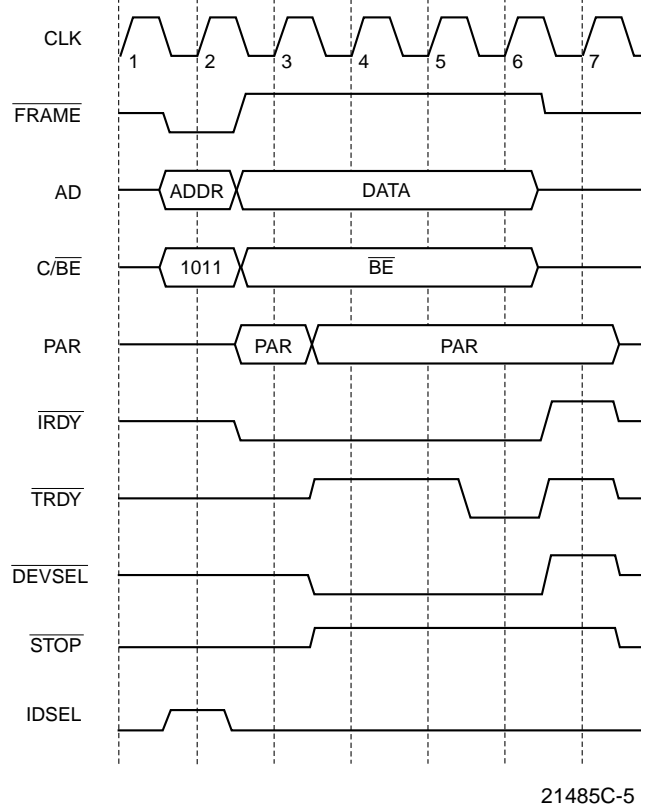 CLK
1 2 3 4 5 6 7
FRAME
AD ADDR DATA
C/BE 1011 BE
PAR PAR PAR
IRDY
TRDY
DEVSEL
STOP
IDSEL
21485C-5